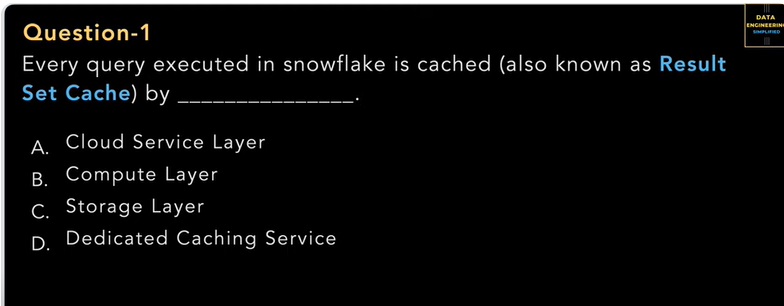 DATA
ENGINEERING
SIMPLIFIED
Question-1
Every query executed in snowflake is cached (also known as Result
Set Cache) by _______________.
A. Cloud Service Layer
B. Compute Layer
C. Storage Layer
D. Dedicated Caching Service